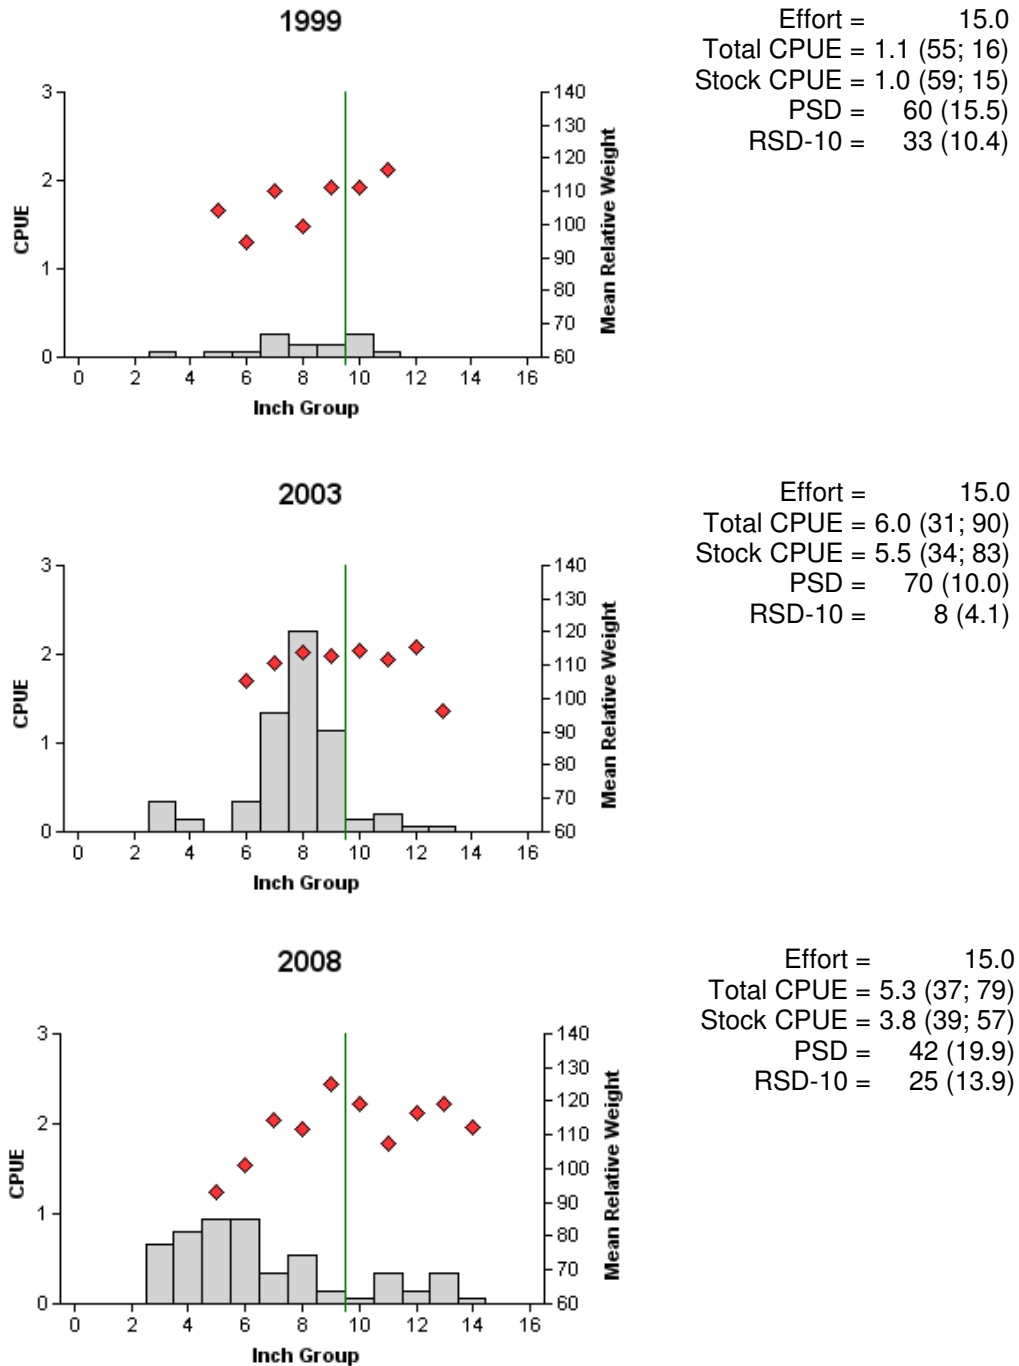 1999
Effort = 15.0
Total CPUE = 1.1 (55; 16)
Stock CPUE = 1.0 (59; 15)
PSD = 60 (15.5)
RSD-10 = 33 (10.4)
3
2
1
0
CPUE
140
130
120
110
100
90
80
70
60
Mean Relative Weight
0 2 4 6 8 10 12 14 16
Inch Group
2003
Effort = 15.0
Total CPUE = 6.0 (31; 90)
Stock CPUE = 5.5 (34; 83)
PSD = 70 (10.0)
RSD-10 = 8 (4.1)
3
2
1
0
CPUE
140
130
120
110
100
90
80
70
60
Mean Relative Weight
0 2 4 6 8 10 12 14 16
Inch Group
2008
Effort = 15.0
Total CPUE = 5.3 (37; 79)
Stock CPUE = 3.8 (39; 57)
PSD = 42 (19.9)
RSD-10 = 25 (13.9)
3
2
1
0
CPUE
140
130
120
110
100
90
80
70
60
Mean Relative Weight
0 2 4 6 8 10 12 14 16
Inch Group